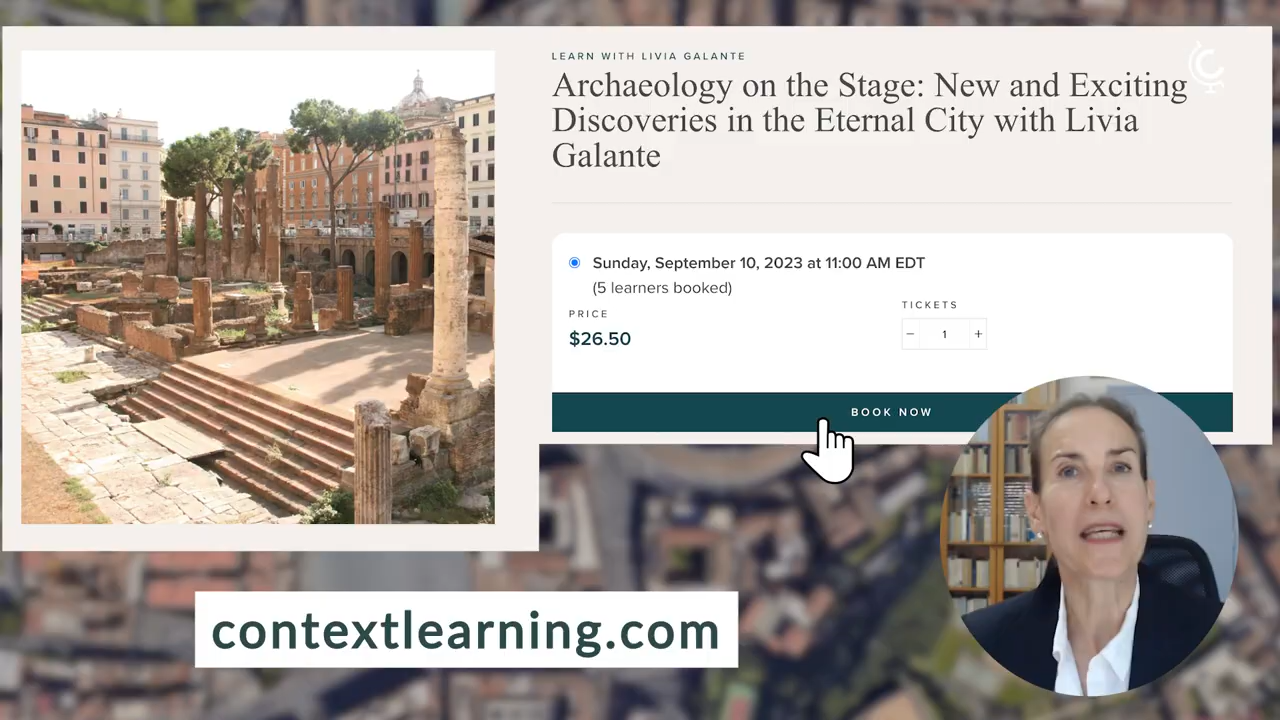 LEARN WITH LIVIA GALANTE
Archaeology on the Stage: New and Exciting
Discoveries in the Eternal City with Livia
Galante
Sunday, September 10, 2023 at 11:00 AM EDT
(5 learners booked)
PRICE
$26.50
TICKETS
− 1 +
BOOK NOW
contextlearning.com